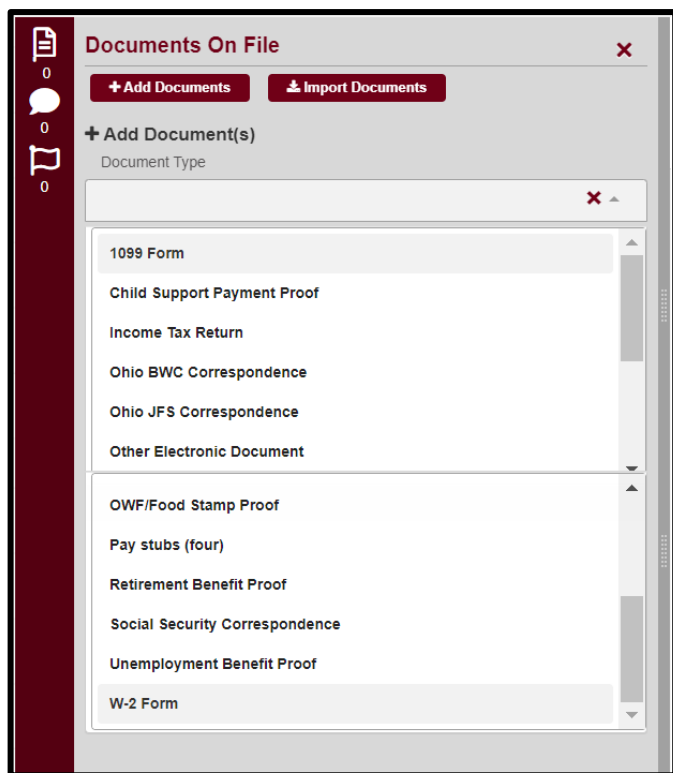 Documents On File
0
Add Documents
Import Documents
0
Add Document(s)
Document Type
0
1099 Form
Child Support Payment Proof
Income Tax Return
Ohio BWC Correspondence
Ohio JFS Correspondence
Other Electronic Document
OWF/Food Stamp Proof
Pay stubs (four)
Retirement Benefit Proof
Social Security Correspondence
Unemployment Benefit Proof
W-2 Form